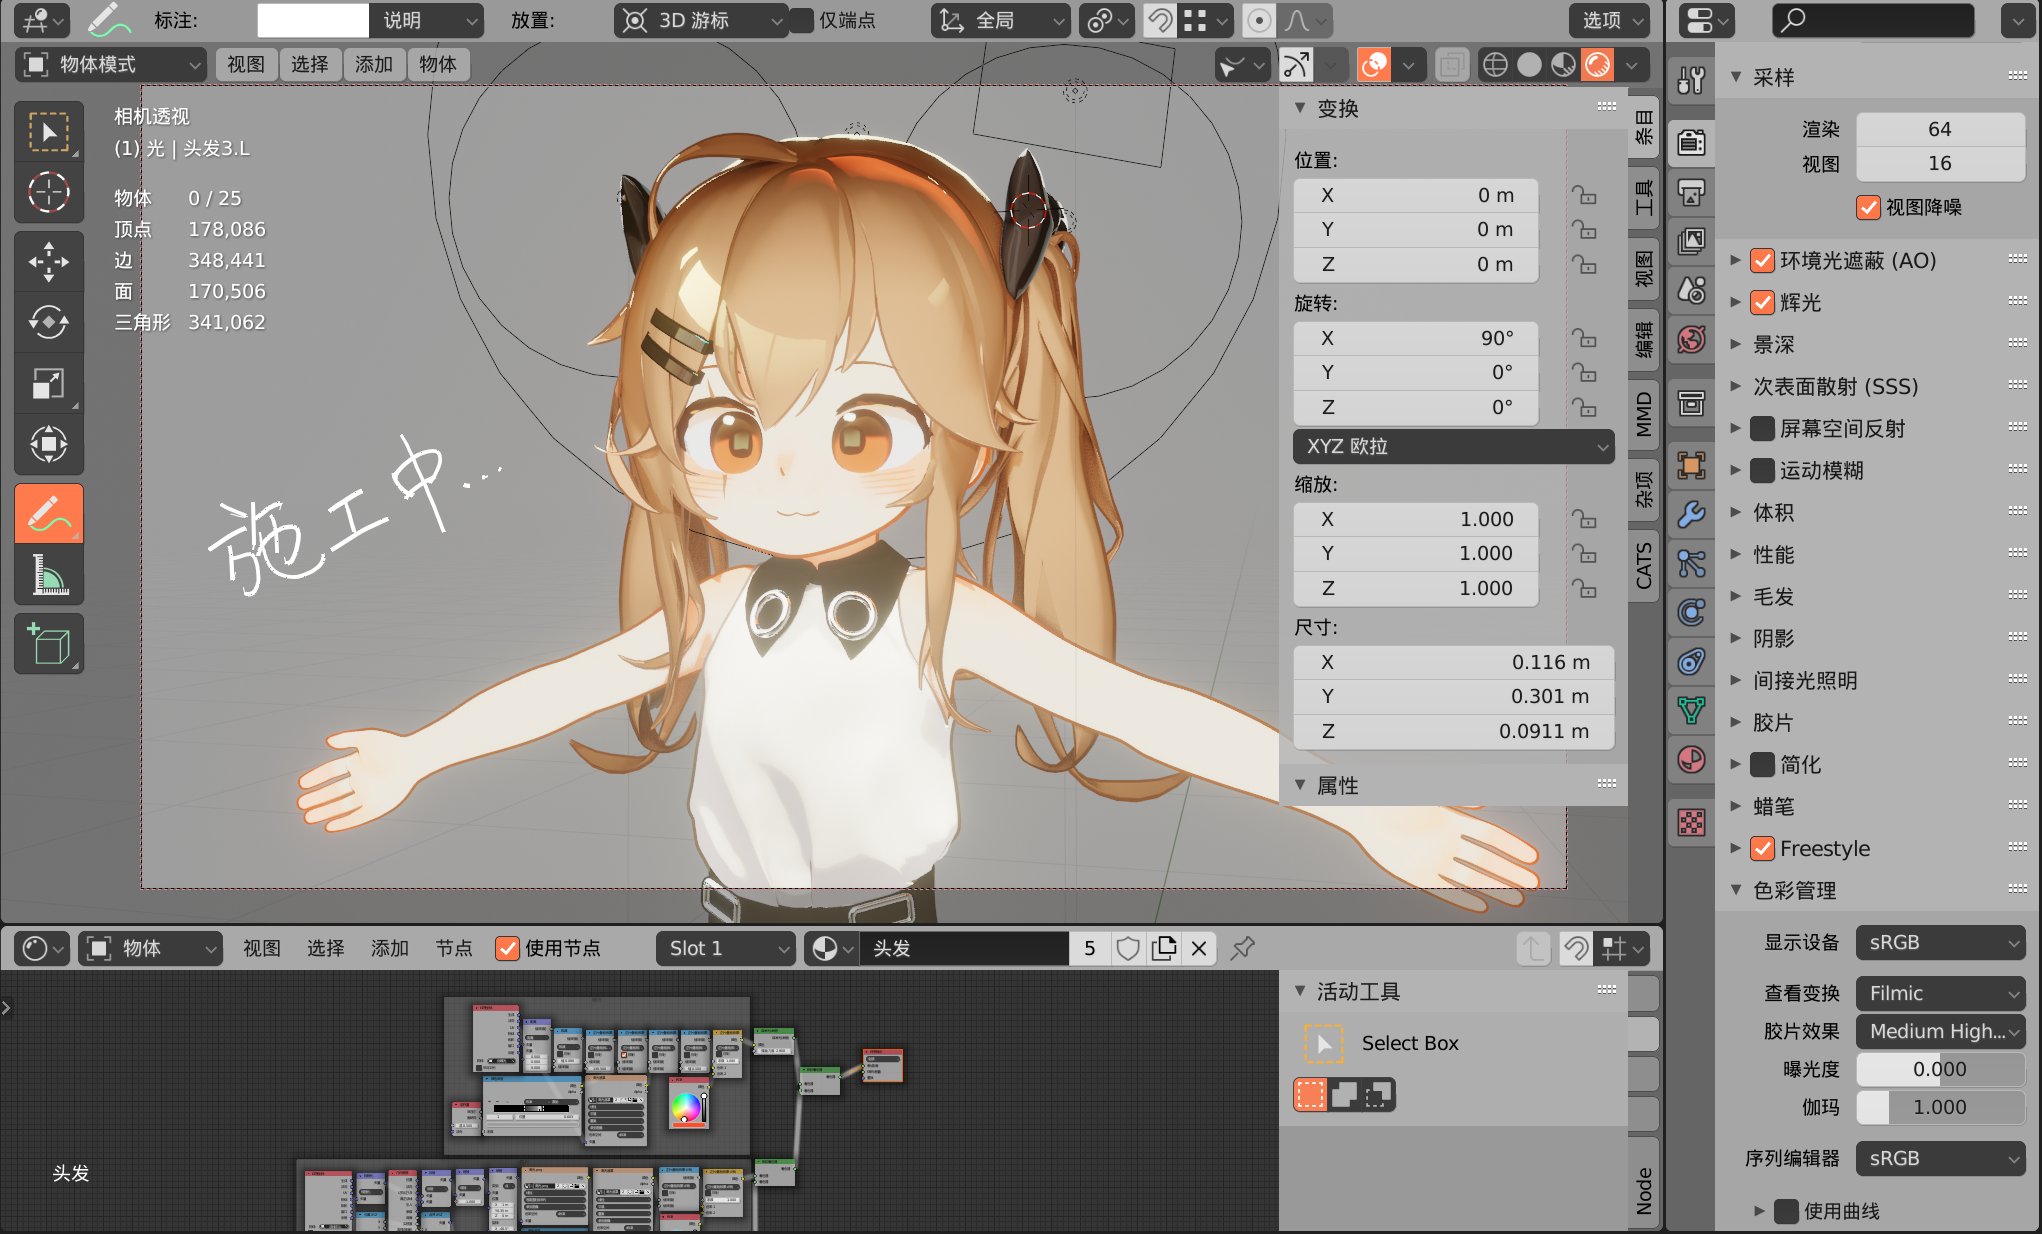 标注: 说明 放置: 3D 游标 仅端点 全局 选项
物体模式 视图 选择 添加 物体
相机透视
(1) 光 | 头发3.L
物体 0 / 25
顶点 178,086
边 348,441
面 170,506
三角形 341,062
施工中...
变换
位置:
X 0 m
Y 0 m
Z 0 m
旋转:
X 90°
Y 0°
Z 0°
XYZ 欧拉
缩放:
X 1.000
Y 1.000
Z 1.000
尺寸:
X 0.116 m
Y 0.301 m
Z 0.0911 m
属性
条目
工具
视图
编辑
MMD
杂项
CATS
采样
渲染 64
视图 16
视图降噪
环境光遮蔽 (AO)
辉光
景深
次表面散射 (SSS)
屏幕空间反射
运动模糊
体积
性能
毛发
阴影
间接光照明
胶片
简化
蜡笔
Freestyle
色彩管理
显示设备 sRGB
查看变换 Filmic
胶片效果 Medium High...
曝光度 0.000
伽玛 1.000
序列编辑器 sRGB
使用曲线
物体 视图 选择 添加 节点 使用节点 Slot 1 头发 5
头发
活动工具
Select Box
Node